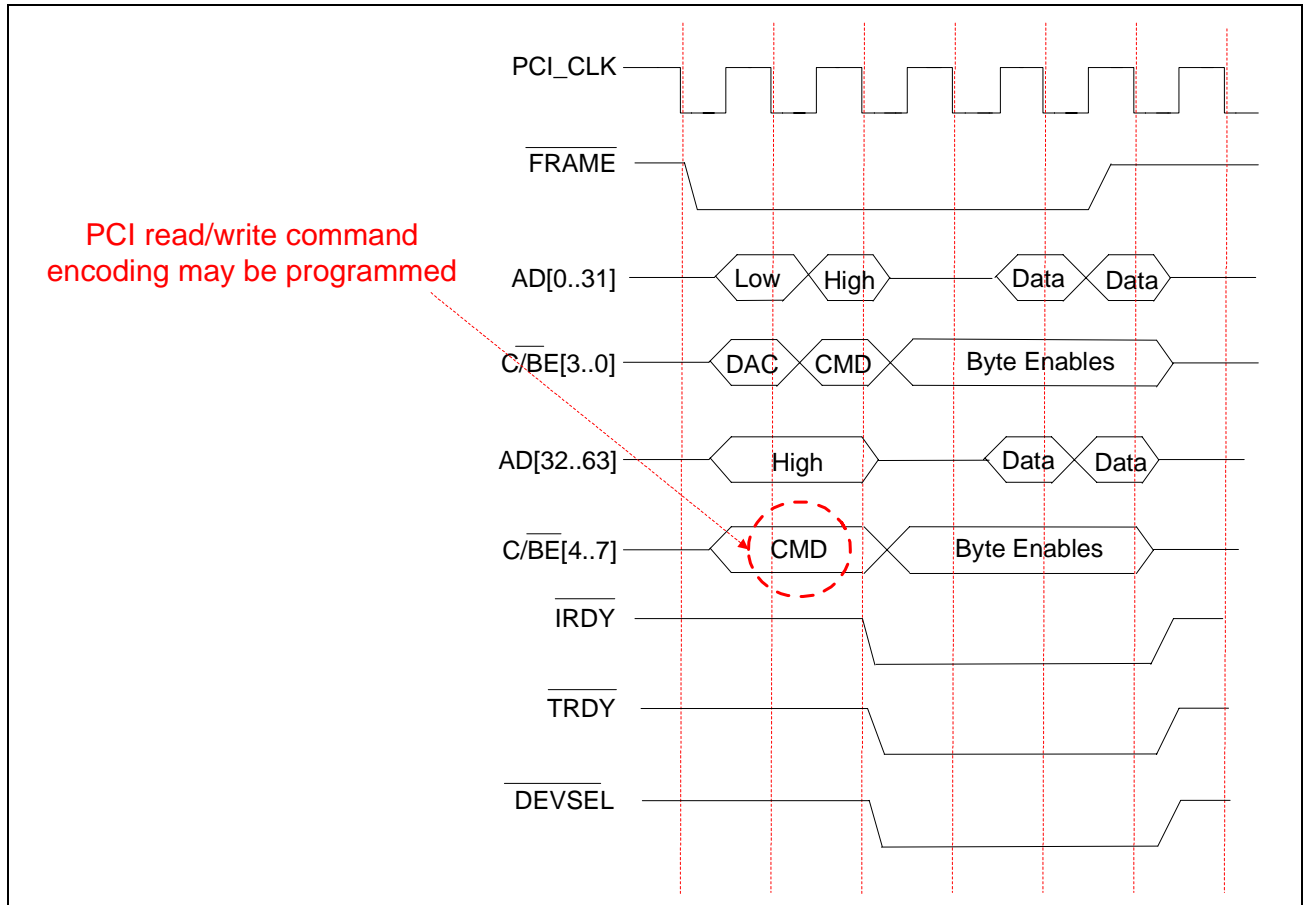 PCI_CLK
FRAME
PCI read/write command
encoding may be programmed
AD[0..31]
Low
High
Data
Data
C/BE[3..0]
DAC
CMD
Byte Enables
AD[32..63]
High
Data
Data
C/BE[4..7]
CMD
Byte Enables
IRDY
TRDY
DEVSEL